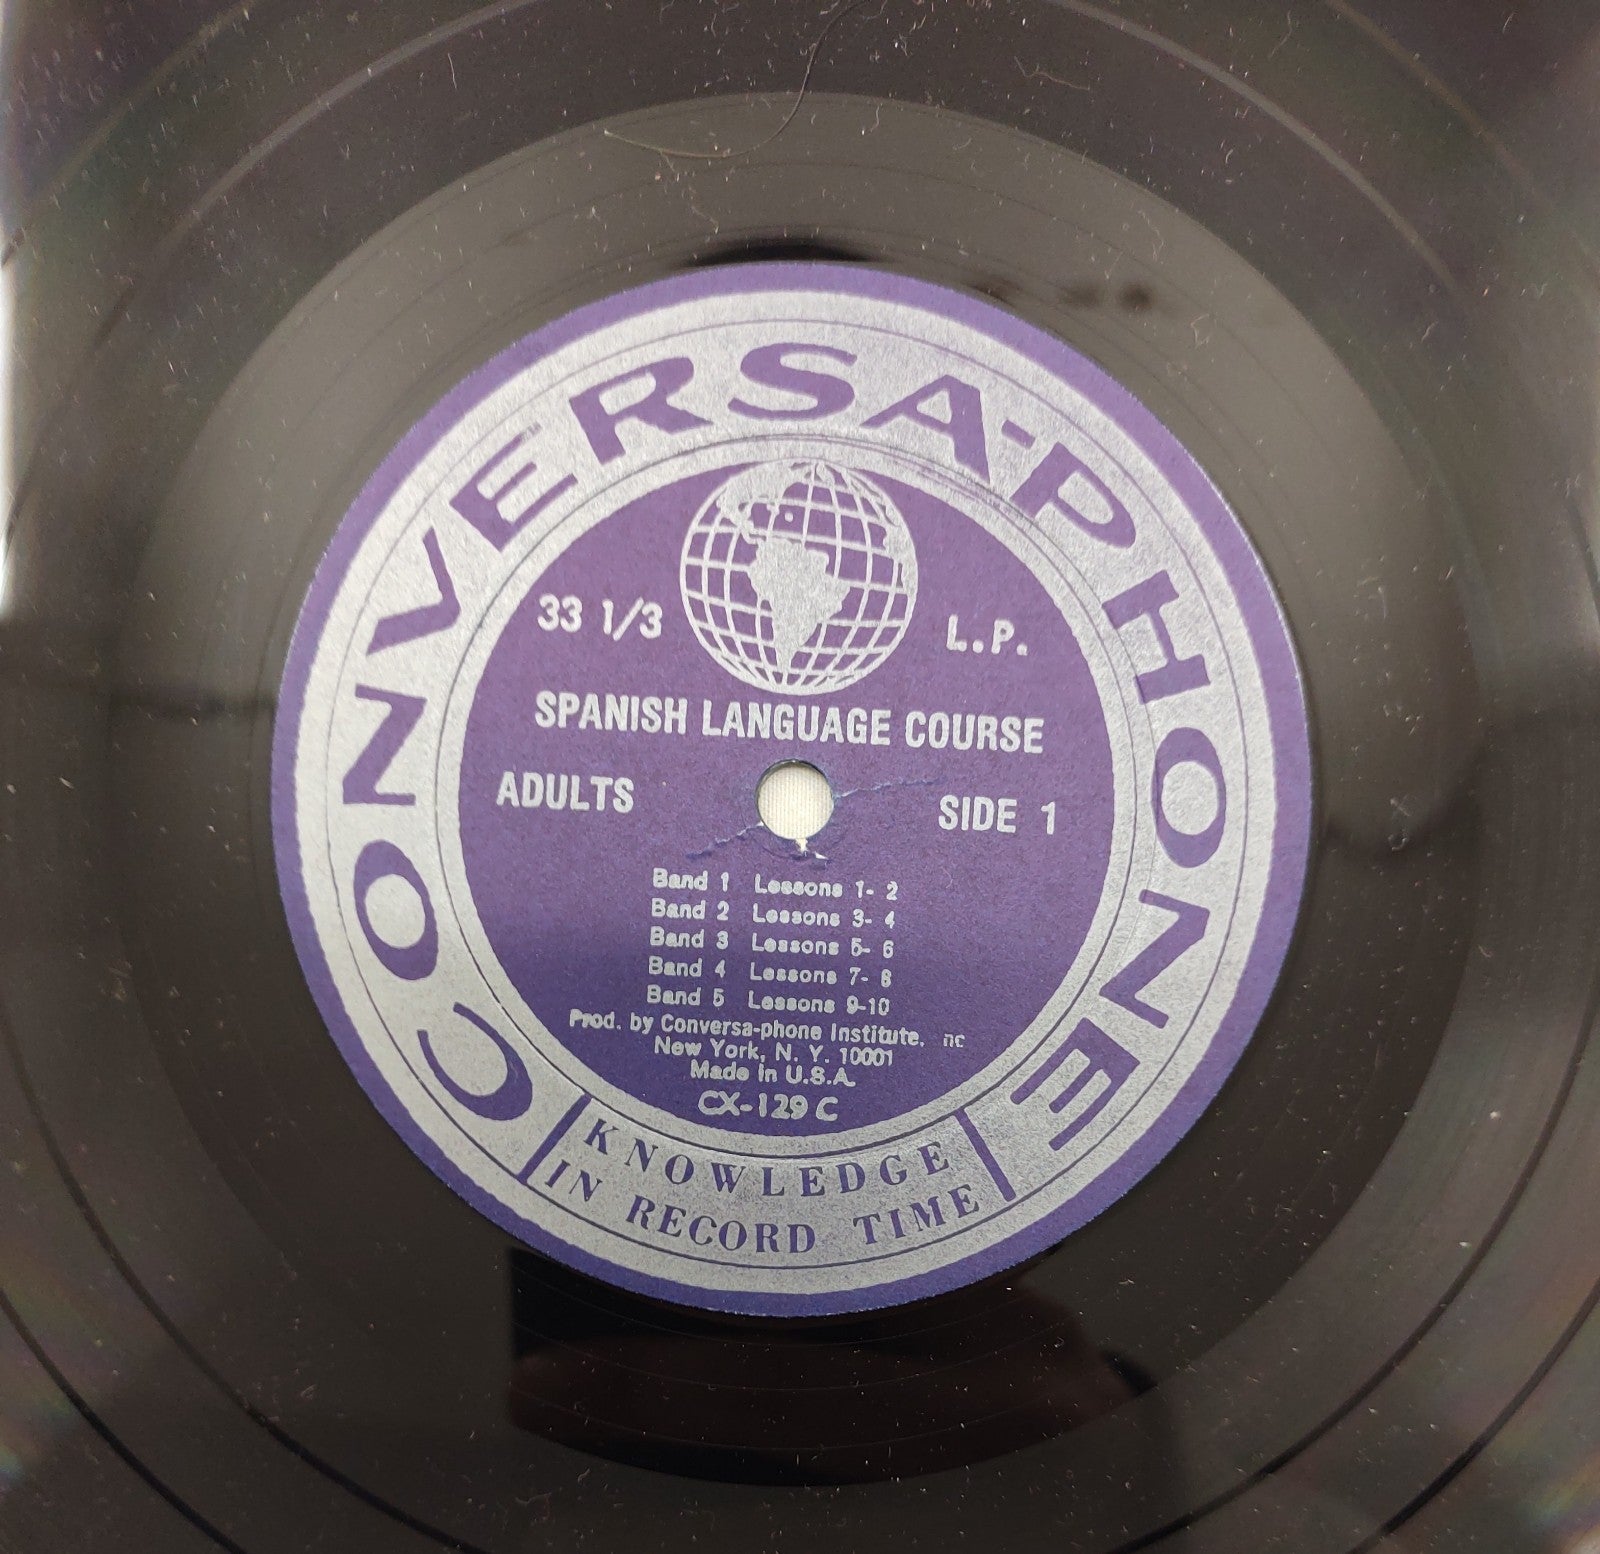 CONVERSA-PHONE
33 1/3 L.P.
SPANISH LANGUAGE COURSE
ADULTS SIDE 1
Band 1 Lessons 1- 2
Band 2 Lessons 3- 4
Band 3 Lessons 5- 6
Band 4 Lessons 7- 8
Band 5 Lessons 9-10
Prod. by Conversa-phone Institute, nc
New York, N. Y. 10001
Made in U.S.A.
CX-129 C
KNOWLEDGE
IN RECORD TIME